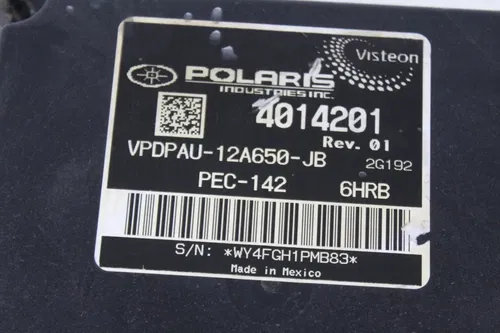 Visteon
POLARIS
INDUSTRIES INC.
4014201
Rev. 01
VPDPAU-12A650-JB 2G192
PEC-142 6HRB
S/N: *WY4FGH1PMB83*
Made in Mexico